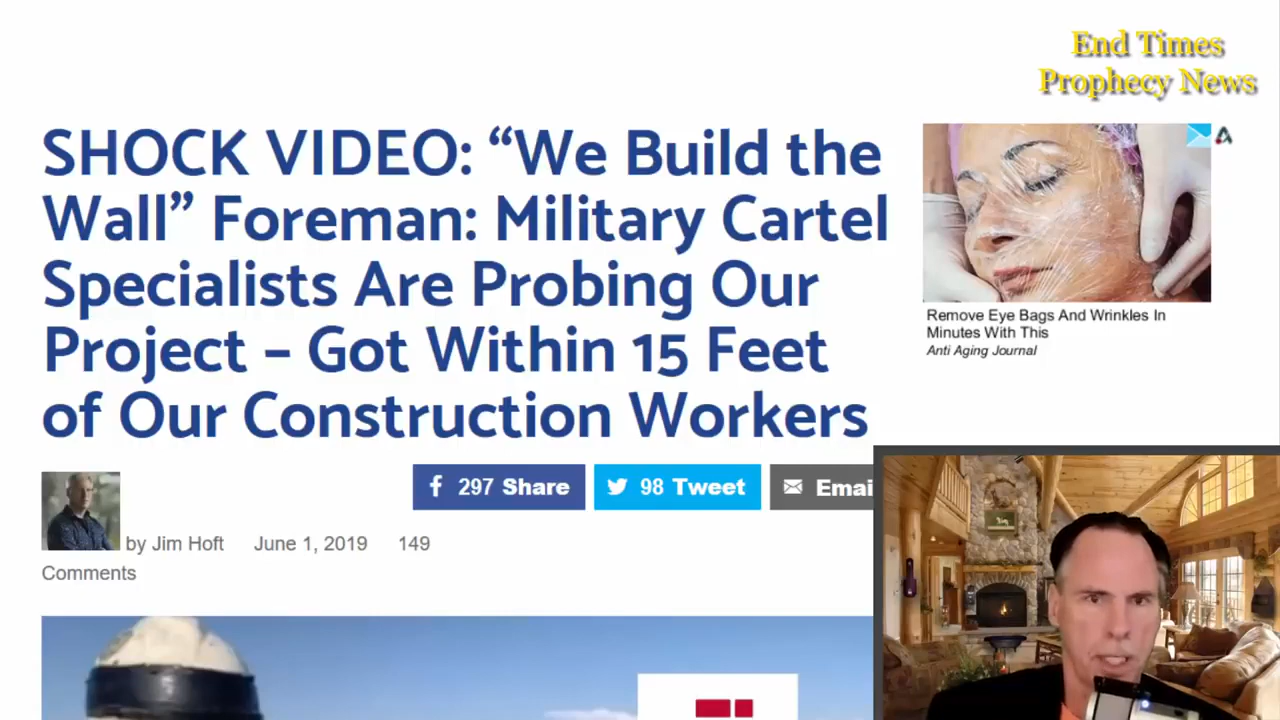 End Times
Prophecy News
SHOCK VIDEO: “We Build the
Wall” Foreman: Military Cartel
Specialists Are Probing Our
Project – Got Within 15 Feet
of Our Construction Workers
Remove Eye Bags And Wrinkles In
Minutes With This
Anti Aging Journal
297 Share
98 Tweet
Emai
by Jim Hoft June 1, 2019 149
Comments